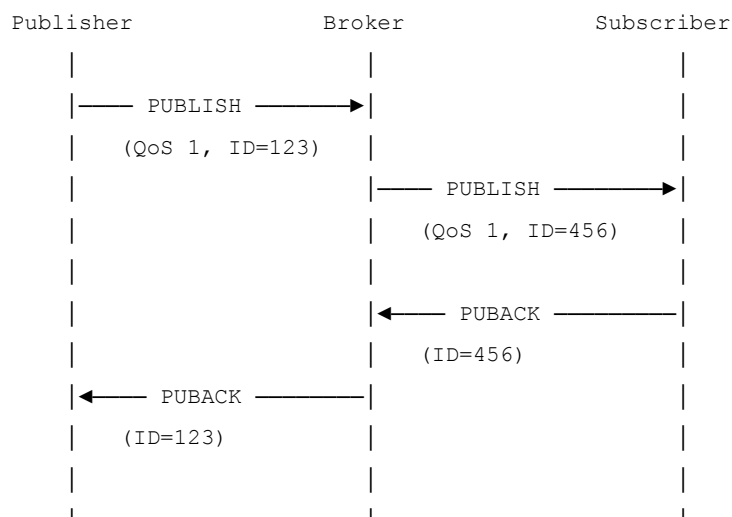 Publisher Broker Subscriber
PUBLISH
(QoS 1, ID=123)
PUBLISH
(QoS 1, ID=456)
PUBACK
(ID=456)
PUBACK
(ID=123)